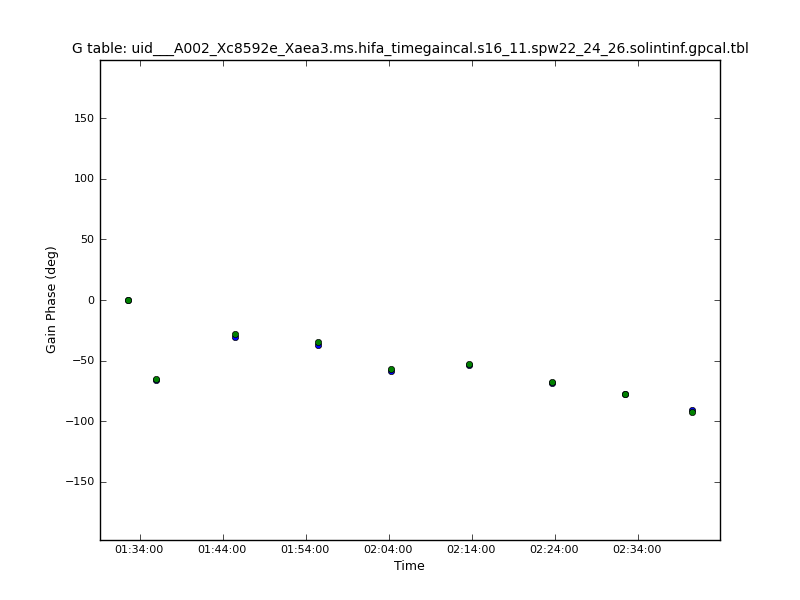 G table: uid___A002_Xc8592e_Xaea3.ms.hifa_timegaincal.s16_11.spw22_24_26.solintinf.gpcal.tbl
150
100
50
0
−50
−100
−150
Gain Phase (deg)
01:34:00 01:44:00 01:54:00 02:04:00 02:14:00 02:24:00 02:34:00
Time